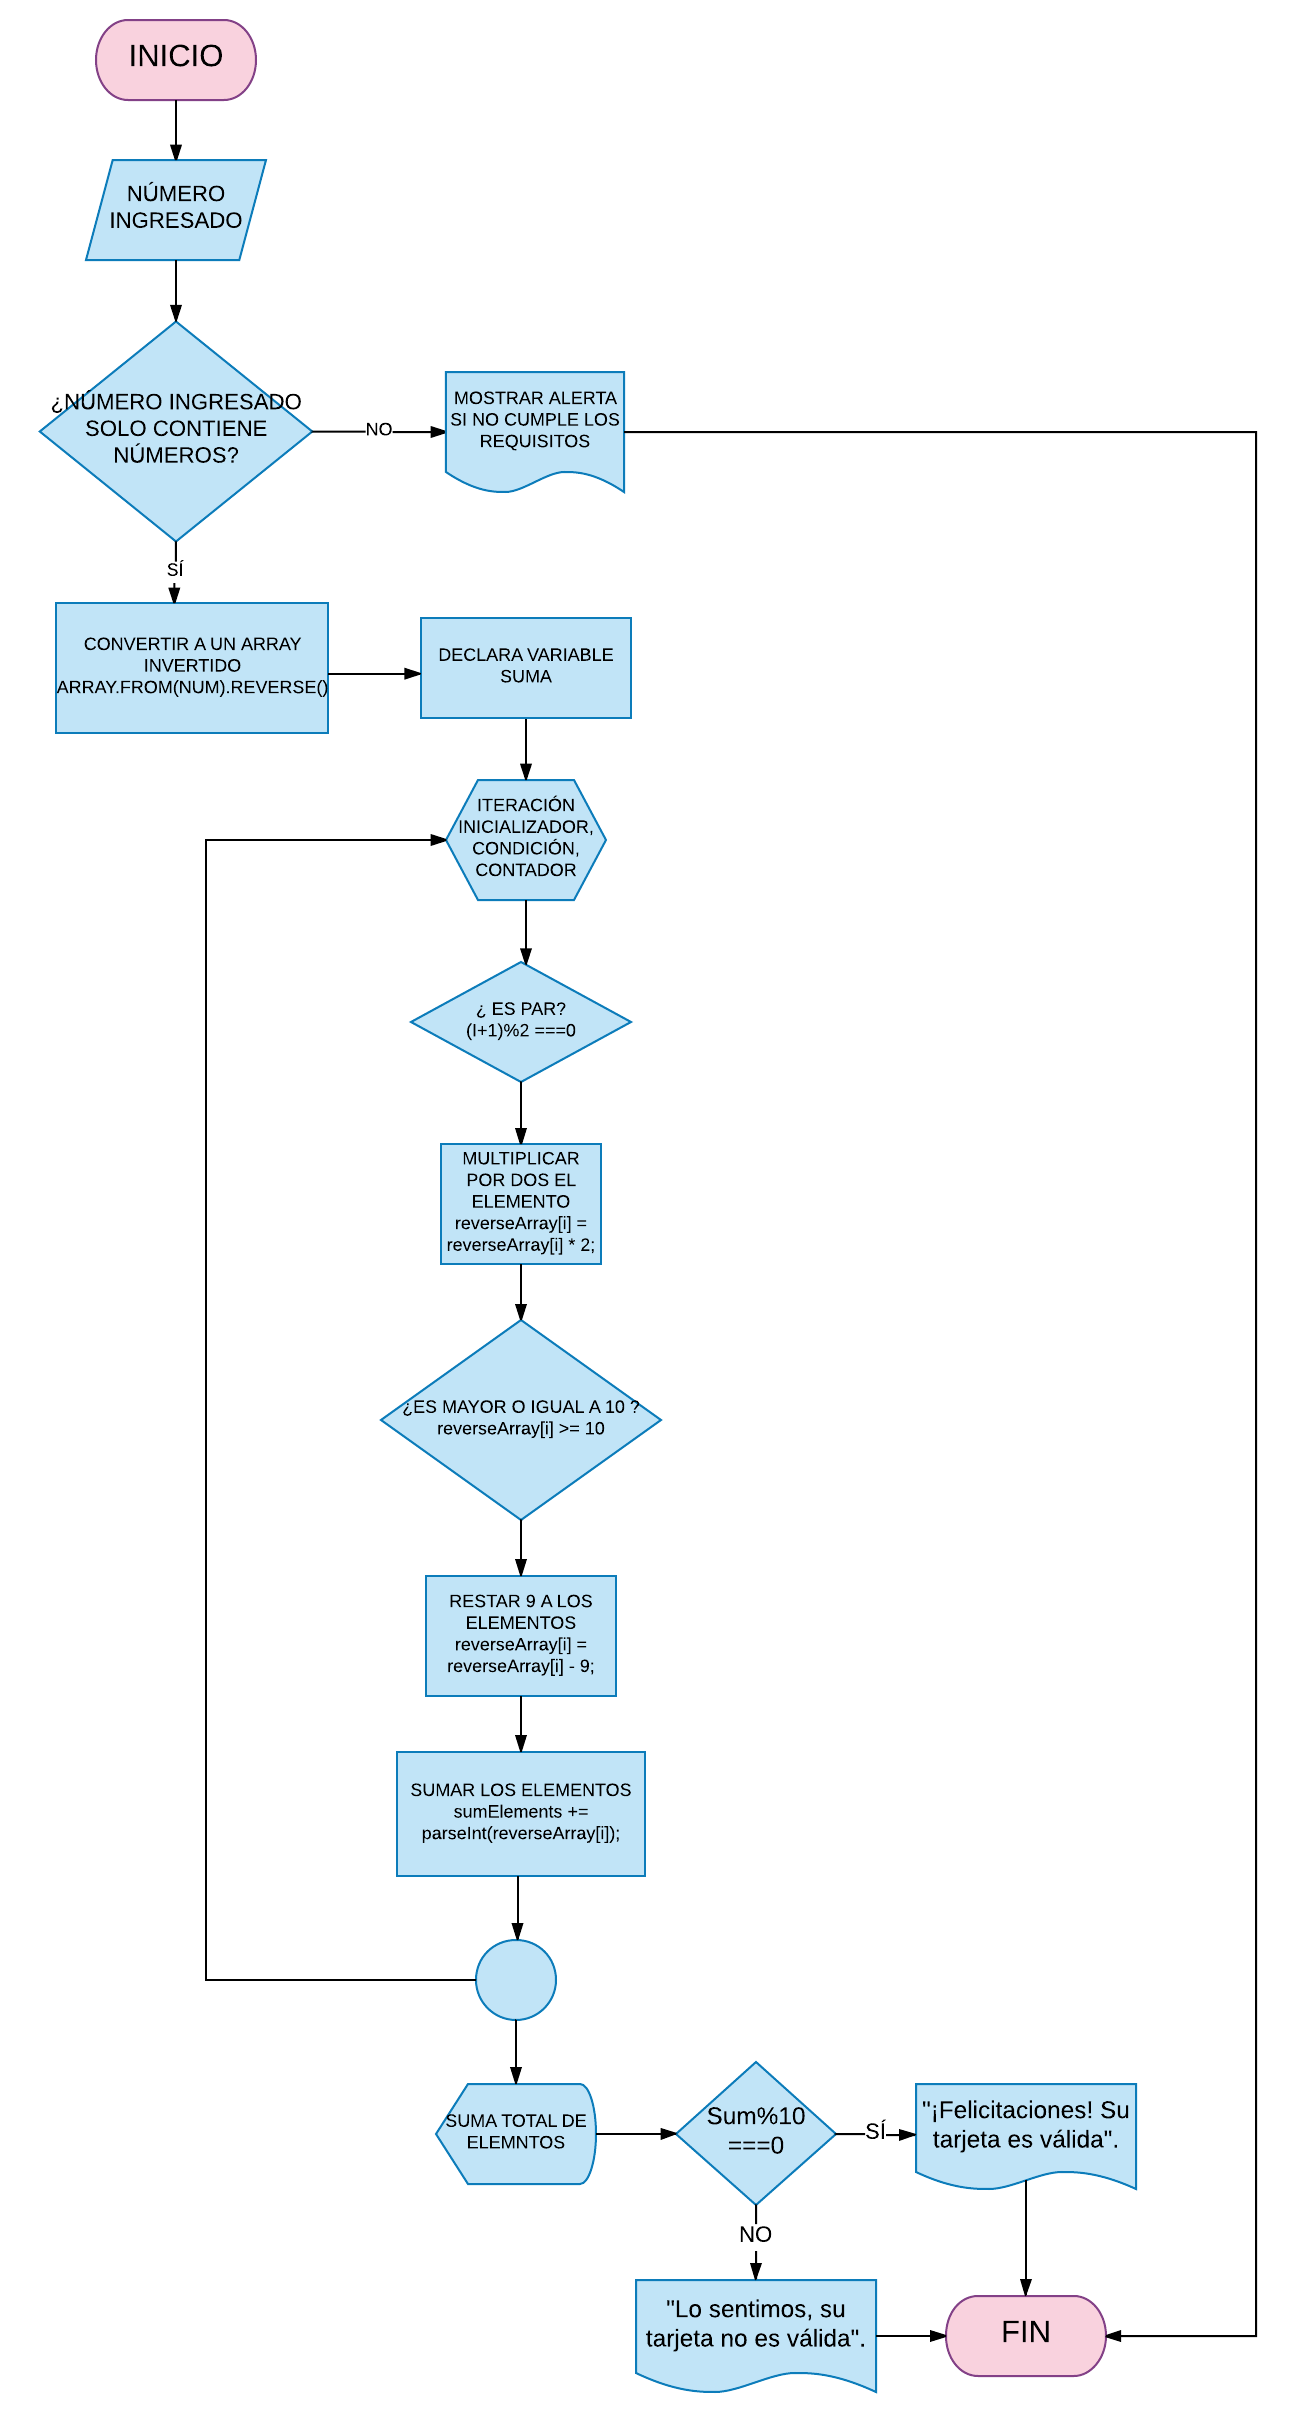 INICIO
NÚMERO
INGRESADO
¿NÚMERO INGRESADO
SOLO CONTIENE
NÚMEROS?
NO
MOSTRAR ALERTA
SI NO CUMPLE LOS
REQUISITOS
SÍ
CONVERTIR A UN ARRAY
INVERTIDO
ARRAY.FROM(NUM).REVERSE()
DECLARA VARIABLE
SUMA
ITERACIÓN
INICIALIZADOR,
CONDICIÓN,
CONTADOR
¿ ES PAR?
(I+1)%2 ===0
MULTIPLICAR
POR DOS EL
ELEMENTO
reverseArray[i] =
reverseArray[i] * 2;
¿ES MAYOR O IGUAL A 10 ?
reverseArray[i] >= 10
RESTAR 9 A LOS
ELEMENTOS
reverseArray[i] =
reverseArray[i] - 9;
SUMAR LOS ELEMENTOS
sumElements +=
parseInt(reverseArray[i]);
SUMA TOTAL DE
ELEMNTOS
Sum%10
===0
SÍ
"¡Felicitaciones! Su
tarjeta es válida".
NO
"Lo sentimos, su
tarjeta no es válida".
FIN